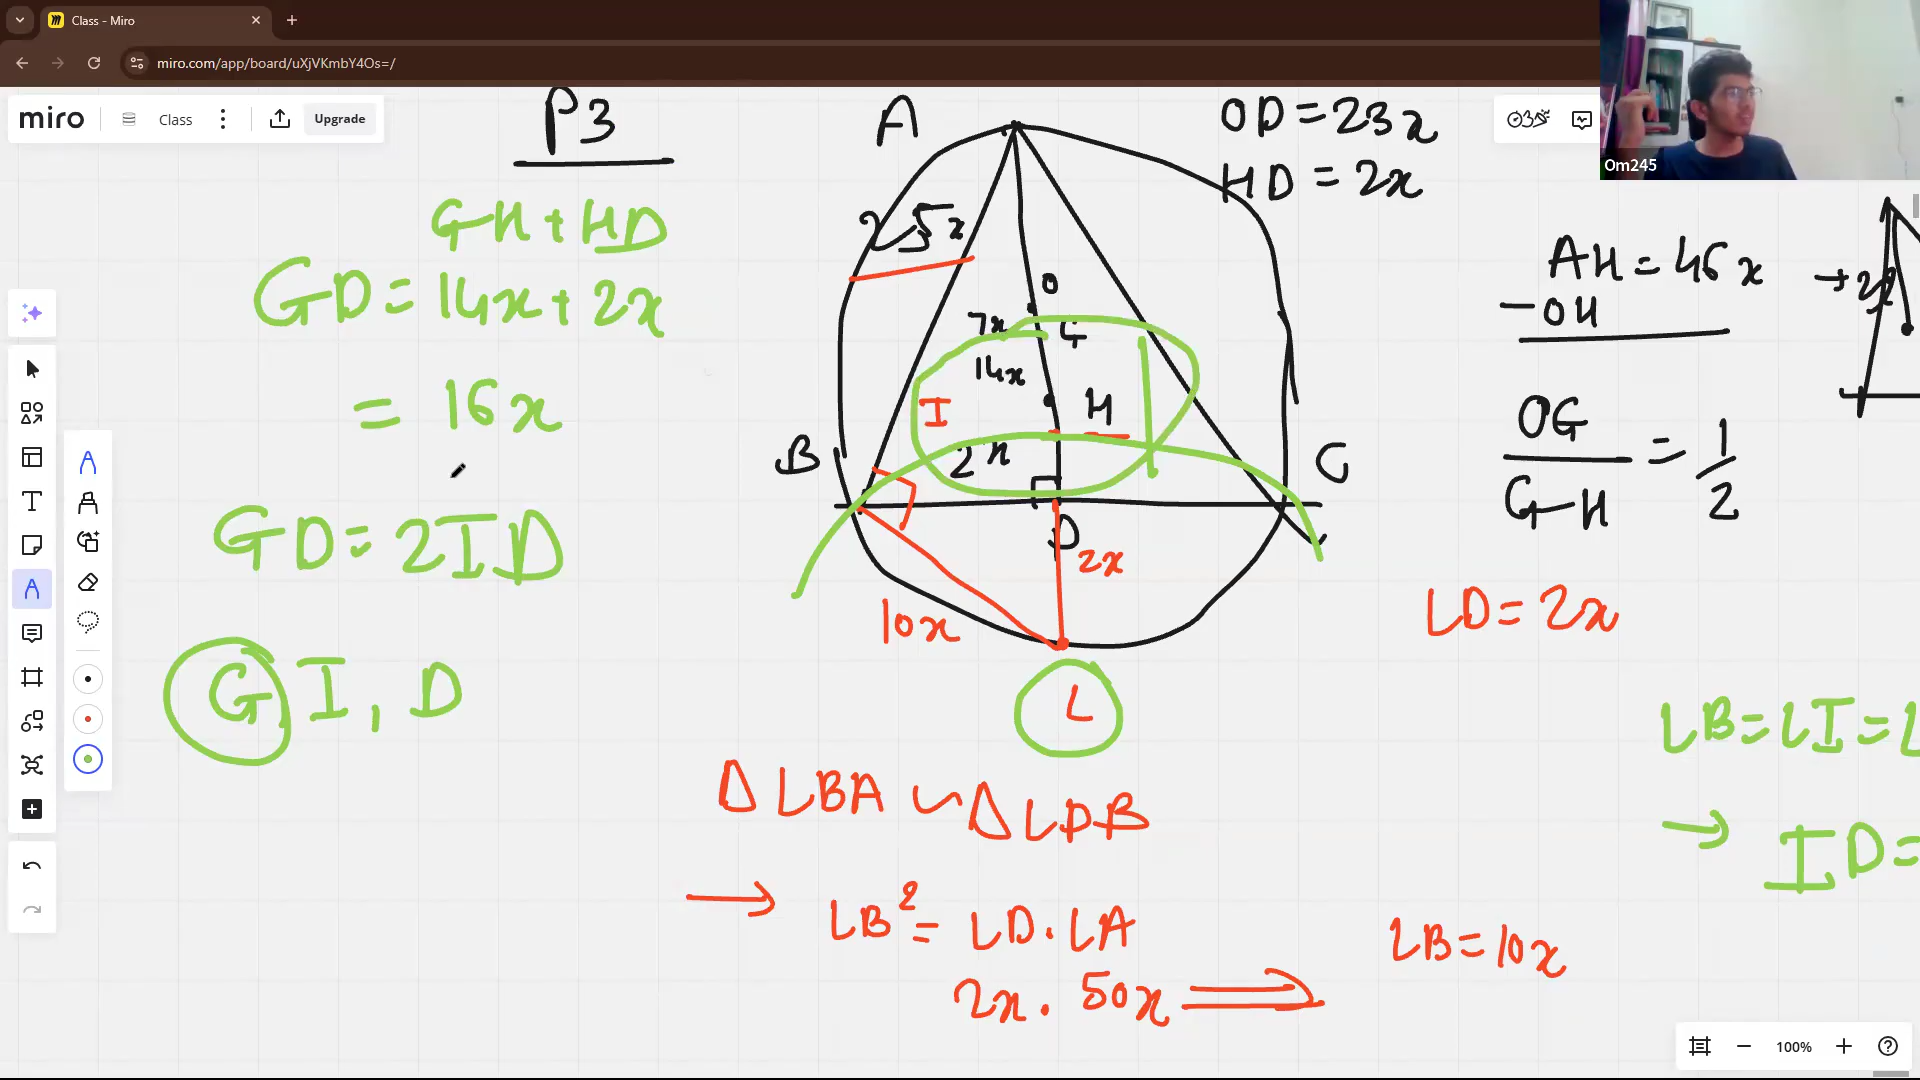 Class - Miro
miro.com/app/board/uXjVKmbY4Os=/
miro
Class
Upgrade
Om245
P3
GH + HD
GD = 14x + 2x
= 16x
GD = 2ID
G I, D
A
25x
O
7x
G
14x
I
H
2x
B
C
D
2x
10x
L
OD = 23x
HD = 2x
AH = 46x
- OH
OG
GH
= 1/2
LD = 2x
LB = LI = L
→ ID =
Δ LBA ∽ Δ LDB
→ LB² = LD . LA
2x . 50x ⟹
LB = 10x
100%